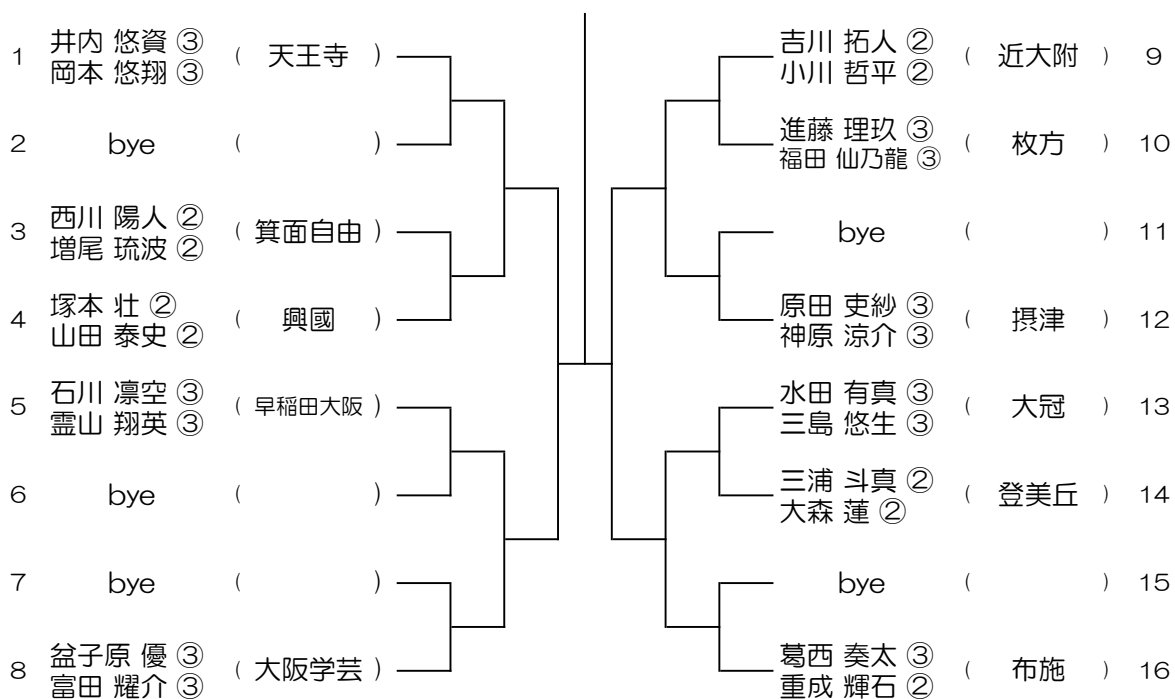 1 井内 悠資 ③ ( 天王寺 )
岡本 悠翔 ③
2 bye ( )
3 西川 陽人 ② ( 箕面自由 )
増尾 琉波 ②
4 塚本 壮 ② ( 興國 )
山田 泰史 ②
5 石川 凛空 ③ ( 早稲田大阪 )
霊山 翔英 ③
6 bye ( )
7 bye ( )
8 盆子原 優 ③ ( 大阪学芸 )
富田 耀介 ③
吉川 拓人 ② ( 近大附 ) 9
小川 哲平 ②
進藤 理玖 ③ ( 枚方 ) 10
福田 仙乃龍 ③
bye ( ) 11
原田 吏紗 ③ ( 摂津 ) 12
神原 涼介 ③
水田 有真 ③ ( 大冠 ) 13
三島 悠生 ③
三浦 斗真 ② ( 登美丘 ) 14
大森 蓮 ②
bye ( ) 15
葛西 奏太 ③ ( 布施 ) 16
重成 輝石 ②